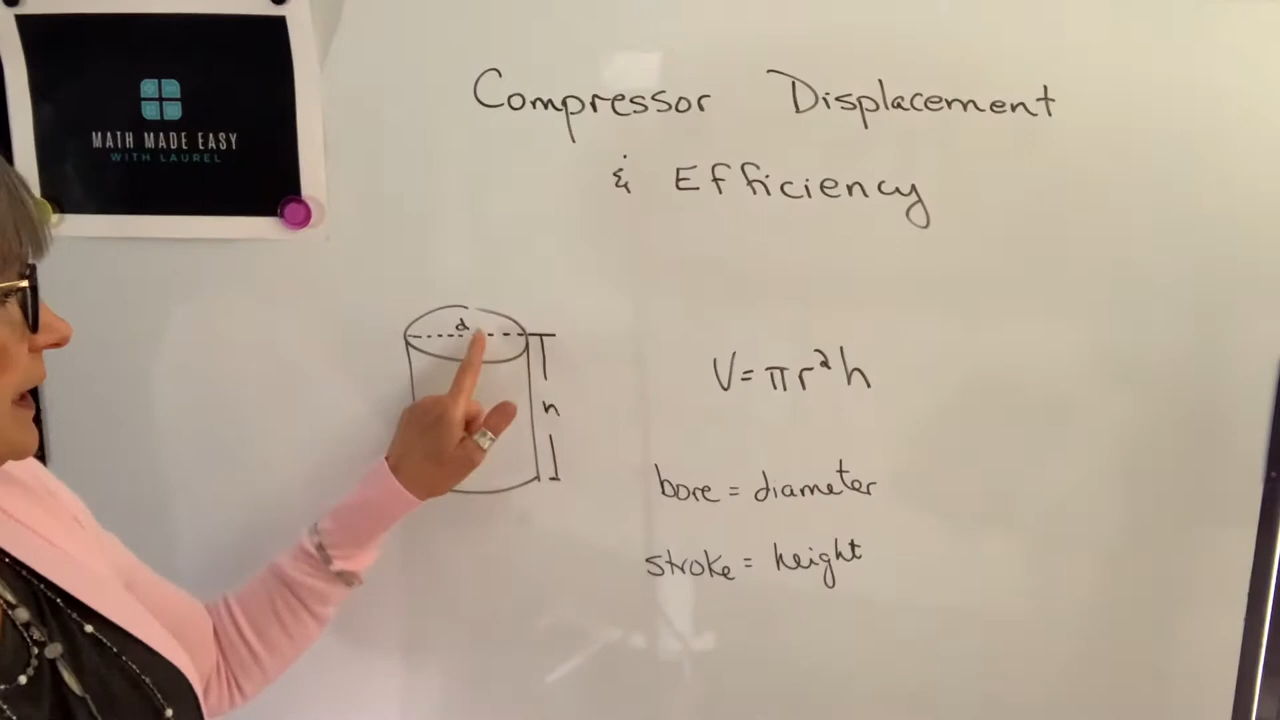 MATH MADE EASY
WITH LAUREL
Compressor Displacement
& Efficiency
d
h
V=πr²h
bore = diameter
stroke = height